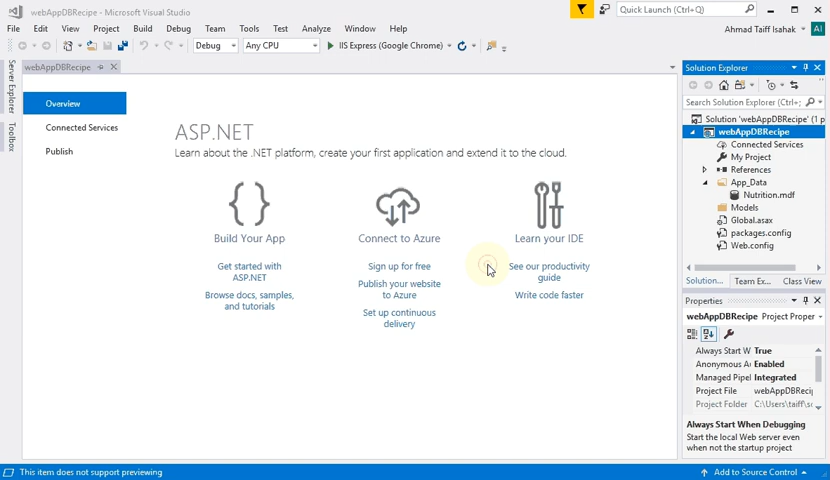 webAppDBRecipe - Microsoft Visual Studio
Quick Launch (Ctrl+Q)
File Edit View Project Build Debug Team Tools Test Analyze Window Help
Ahmad Taiff Isahak AI
Debug Any CPU IIS Express (Google Chrome)
Server Explorer
Toolbox
webAppDBRecipe
Overview
Connected Services
Publish
ASP.NET
Learn about the .NET platform, create your first application and extend it to the cloud.
Build Your App
Get started with
ASP.NET
Browse docs, samples,
and tutorials
Connect to Azure
Sign up for free
Publish your website
to Azure
Set up continuous
delivery
Learn your IDE
See our productivity
guide
Write code faster
Solution Explorer
Search Solution Explorer (Ctrl+;
Solution 'webAppDBRecipe' (1 p
webAppDBRecipe
Connected Services
My Project
References
App_Data
Nutrition.mdf
Models
Global.asax
packages.config
Web.config
Solution... Team Ex... Class View
Properties
webAppDBRecipe Project Proper
Always Start W True
Anonymous Au Enabled
Managed Pipel Integrated
Project File webAppDBRecip
Project Folder C:\Users\taiff\so
Always Start When Debugging
Start the local Web server even
when not the startup project
This item does not support previewing
Add to Source Control